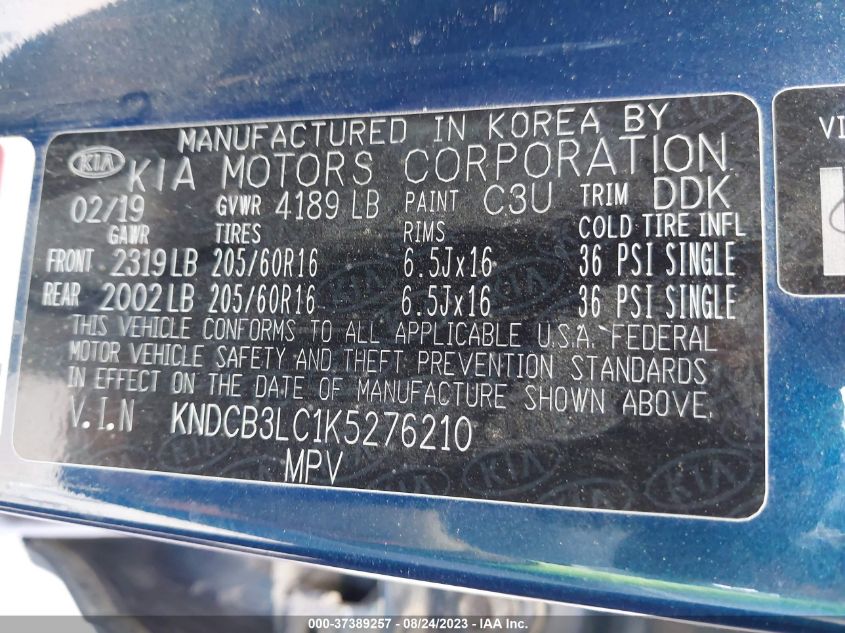 MANUFACTURED IN KOREA BY
KIA KIA MOTORS CORPORATION
02/19 GVWR 4189 LB PAINT C3U TRIM DDK
GAWR TIRES RIMS COLD TIRE INFL
FRONT 2319 LB 205/60R16 6.5Jx16 36 PSI SINGLE
REAR 2002 LB 205/60R16 6.5Jx16 36 PSI SINGLE
THIS VEHICLE CONFORMS TO ALL APPLICABLE U.S.A. FEDERAL
MOTOR VEHICLE SAFETY AND THEFT PREVENTION STANDARDS
IN EFFECT ON THE DATE OF MANUFACTURE SHOWN ABOVE.
V.I.N KNDCB3LC1K5276210
MPV
VI
000-37389257 - 08/24/2023 - IAA Inc.